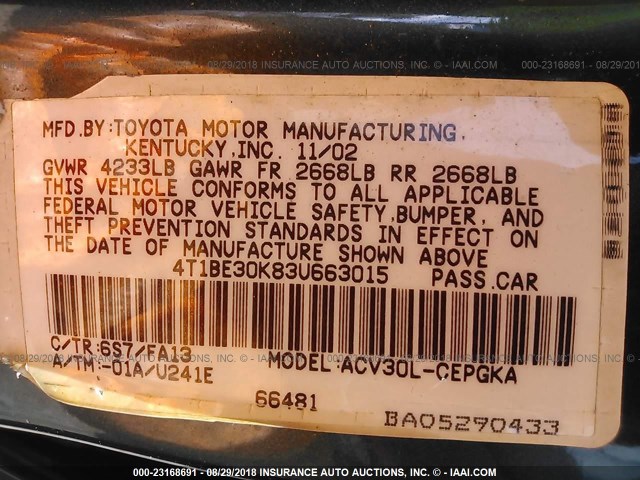 000-23168691 - 08/29/2018 INSURANCE AUTO AUCTIONS, INC. - © IAAI.COM
MFD.BY:TOYOTA MOTOR MANUFACTURING,
KENTUCKY,INC. 11/02
GVWR 4233LB GAWR FR 2668LB RR 2668LB
THIS VEHICLE CONFORMS TO ALL APPLICABLE
FEDERAL MOTOR VEHICLE SAFETY,BUMPER, AND
THEFT PREVENTION STANDARDS IN EFFECT ON
THE DATE OF MANUFACTURE SHOWN ABOVE
4T1BE30K83U663015 PASS.CAR
C/TR:6S7/FA13
A/TM:-01A/U241E MODEL:ACV30L-CEPGKA
66481
BA05290433
000-23168691 - 08/29/2018 INSURANCE AUTO AUCTIONS, INC. - © IAAI.COM